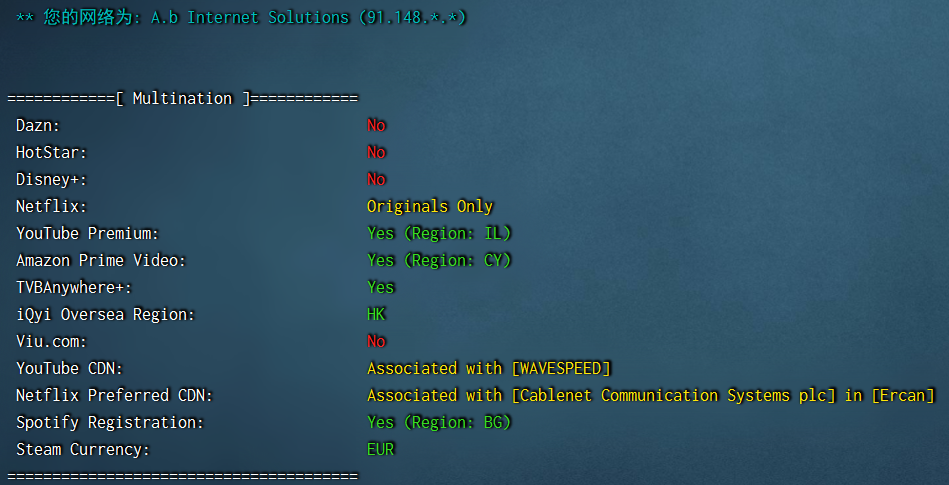 ** 您的网络为: A.b Internet Solutions (91.148.*.*)
============[ Multination ]============
Dazn: No
HotStar: No
Disney+: No
Netflix: Originals Only
YouTube Premium: Yes (Region: IL)
Amazon Prime Video: Yes (Region: CY)
TVBAnywhere+: Yes
iQyi Oversea Region: HK
Viu.com: No
YouTube CDN: Associated with [WAVESPEED]
Netflix Preferred CDN: Associated with [Cablenet Communication Systems plc] in [Ercan]
Spotify Registration: Yes (Region: BG)
Steam Currency: EUR
=======================================